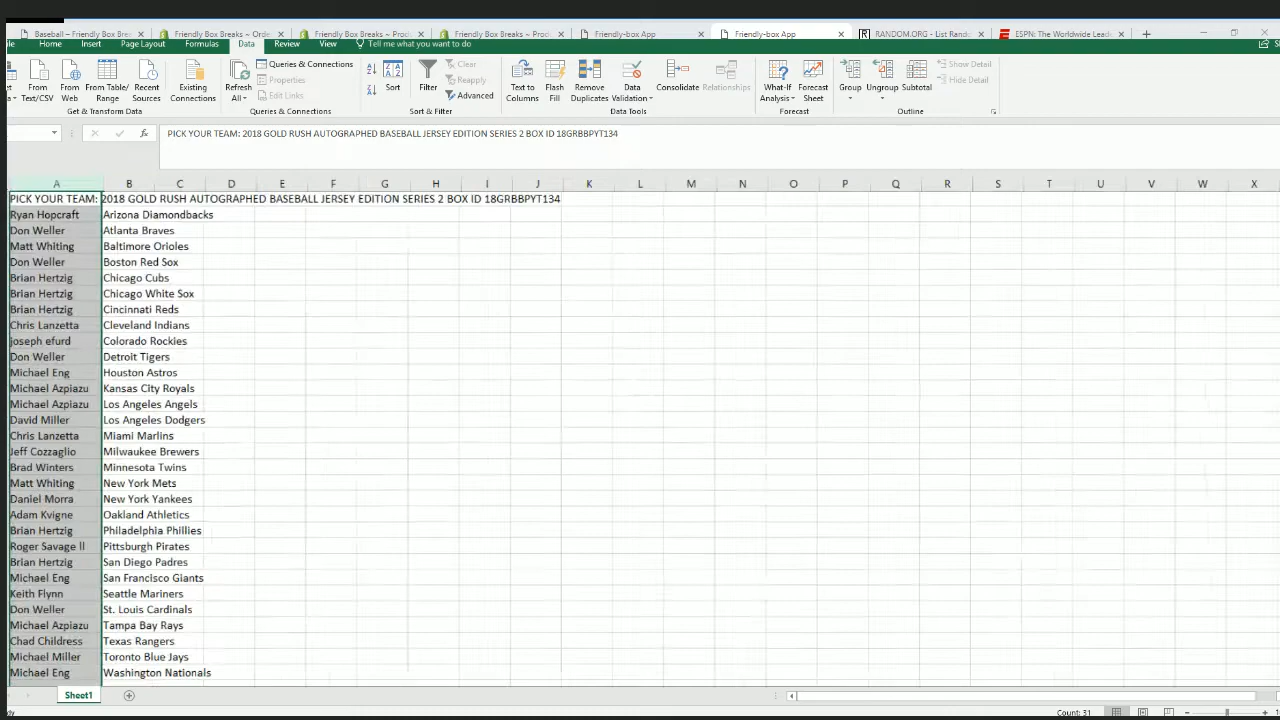 Baseball – Friendly Box Brea × Friendly Box Breaks ~ Orde × Friendly Box Breaks ~ Produ × Friendly Box Breaks ~ Produ × Friendly-box App × Friendly-box App × RANDOM.ORG - List Rando × ESPN: The Worldwide Leade × +
ile Home Insert Page Layout Formulas Data Review View Tell me what you want to do
From Text/CSV From Web From Table/ Range Recent Sources Existing Connections Refresh All Queries & Connections Properties Edit Links Sort Filter Clear Reapply Advanced Text to Columns Flash Fill Remove Duplicates Data Validation Consolidate Relationships What-If Analysis Forecast Sheet Group Ungroup Subtotal Show Detail Hide Detail
Get & Transform Data Queries & Connections Sort & Filter Data Tools Forecast Outline
fx PICK YOUR TEAM: 2018 GOLD RUSH AUTOGRAPHED BASEBALL JERSEY EDITION SERIES 2 BOX ID 18GRBBPYT134
A B C D E F G H I J K L M N O P Q R S T U V W X
PICK YOUR TEAM: 2018 GOLD RUSH AUTOGRAPHED BASEBALL JERSEY EDITION SERIES 2 BOX ID 18GRBBPYT134
Ryan Hopcraft Arizona Diamondbacks
Don Weller Atlanta Braves
Matt Whiting Baltimore Orioles
Don Weller Boston Red Sox
Brian Hertzig Chicago Cubs
Brian Hertzig Chicago White Sox
Brian Hertzig Cincinnati Reds
Chris Lanzetta Cleveland Indians
joseph efurd Colorado Rockies
Don Weller Detroit Tigers
Michael Eng Houston Astros
Michael Azpiazu Kansas City Royals
Michael Azpiazu Los Angeles Angels
David Miller Los Angeles Dodgers
Chris Lanzetta Miami Marlins
Jeff Cozzaglio Milwaukee Brewers
Brad Winters Minnesota Twins
Matt Whiting New York Mets
Daniel Morra New York Yankees
Adam Kvigne Oakland Athletics
Brian Hertzig Philadelphia Phillies
Roger Savage ll Pittsburgh Pirates
Brian Hertzig San Diego Padres
Michael Eng San Francisco Giants
Keith Flynn Seattle Mariners
Don Weller St. Louis Cardinals
Michael Azpiazu Tampa Bay Rays
Chad Childress Texas Rangers
Michael Miller Toronto Blue Jays
Michael Eng Washington Nationals
Sheet1
Count: 31